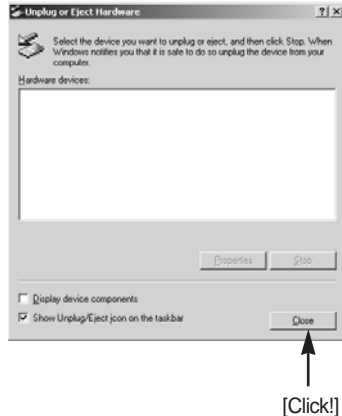 Unplug or Eject Hardware
Select the device you want to unplug or eject, and then click Stop. When
Windows notifies you that it is safe to do so unplug the device from your
computer.
Hardware devices:
Properties
Stop
Display device components
Show Unplug/Eject icon on the taskbar
Close
[Click!]